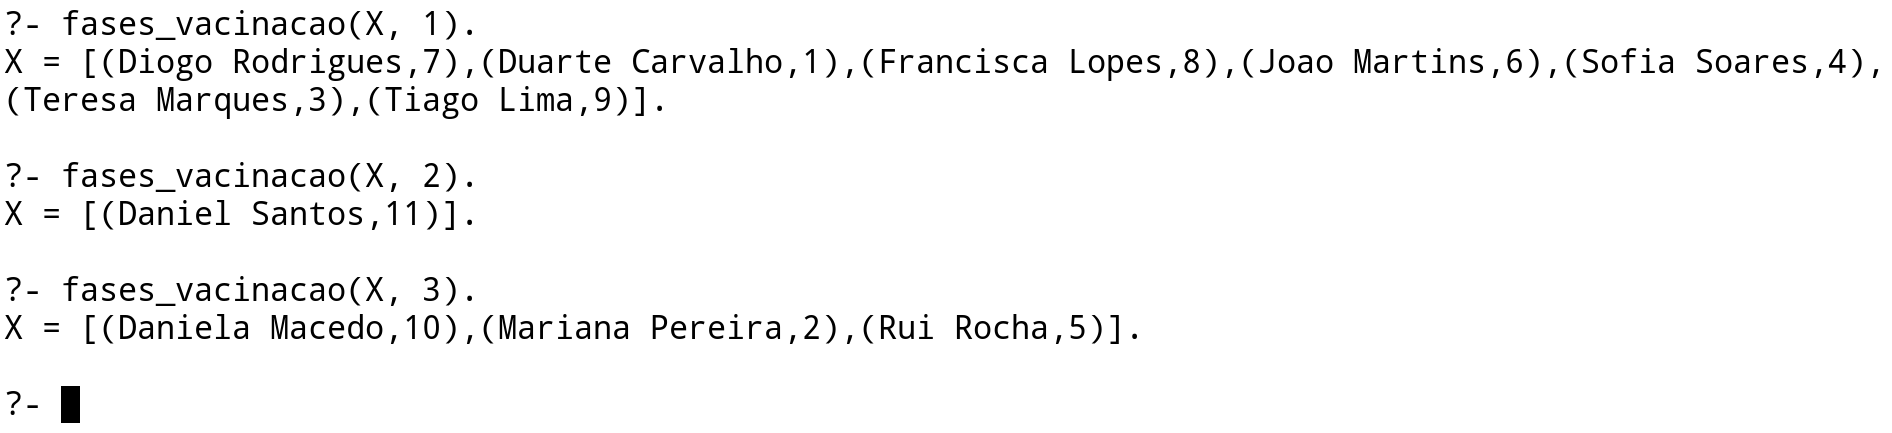 ?- fases_vacinacao(X, 1).
X = [(Diogo Rodrigues,7),(Duarte Carvalho,1),(Francisca Lopes,8),(Joao Martins,6),(Sofia Soares,4),
(Teresa Marques,3),(Tiago Lima,9)].
?- fases_vacinacao(X, 2).
X = [(Daniel Santos,11)].
?- fases_vacinacao(X, 3).
X = [(Daniela Macedo,10),(Mariana Pereira,2),(Rui Rocha,5)].
?-